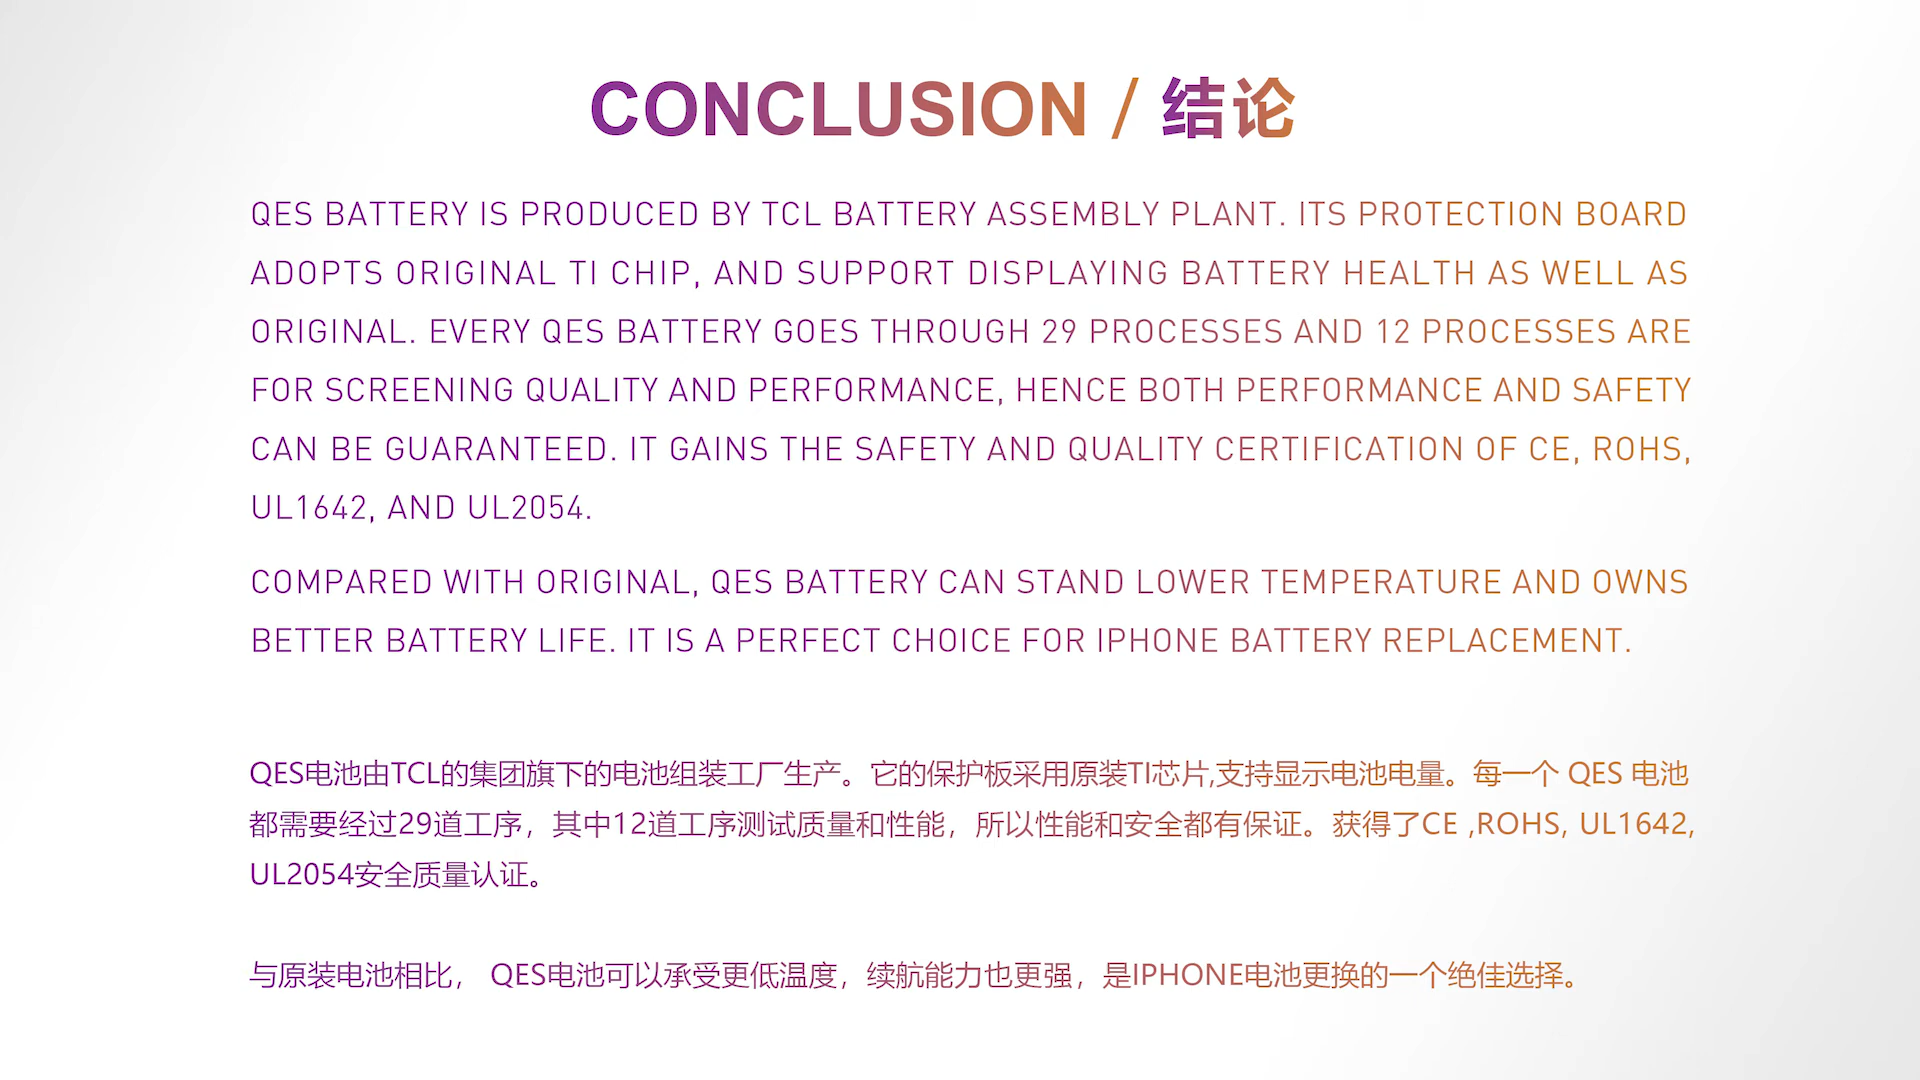 CONCLUSION / 结论
QES BATTERY IS PRODUCED BY TCL BATTERY ASSEMBLY PLANT. ITS PROTECTION BOARD
ADOPTS ORIGINAL TI CHIP, AND SUPPORT DISPLAYING BATTERY HEALTH AS WELL AS
ORIGINAL. EVERY QES BATTERY GOES THROUGH 29 PROCESSES AND 12 PROCESSES ARE
FOR SCREENING QUALITY AND PERFORMANCE, HENCE BOTH PERFORMANCE AND SAFETY
CAN BE GUARANTEED. IT GAINS THE SAFETY AND QUALITY CERTIFICATION OF CE, ROHS,
UL1642, AND UL2054.
COMPARED WITH ORIGINAL, QES BATTERY CAN STAND LOWER TEMPERATURE AND OWNS
BETTER BATTERY LIFE. IT IS A PERFECT CHOICE FOR IPHONE BATTERY REPLACEMENT.
QES电池由TCL的集团旗下的电池组装工厂生产。它的保护板采用原装TI芯片,支持显示电池电量。每一个 QES 电池
都需要经过29道工序，其中12道工序测试质量和性能，所以性能和安全都有保证。获得了CE ,ROHS, UL1642,
UL2054安全质量认证。
与原装电池相比， QES电池可以承受更低温度，续航能力也更强，是IPHONE电池更换的一个绝佳选择。